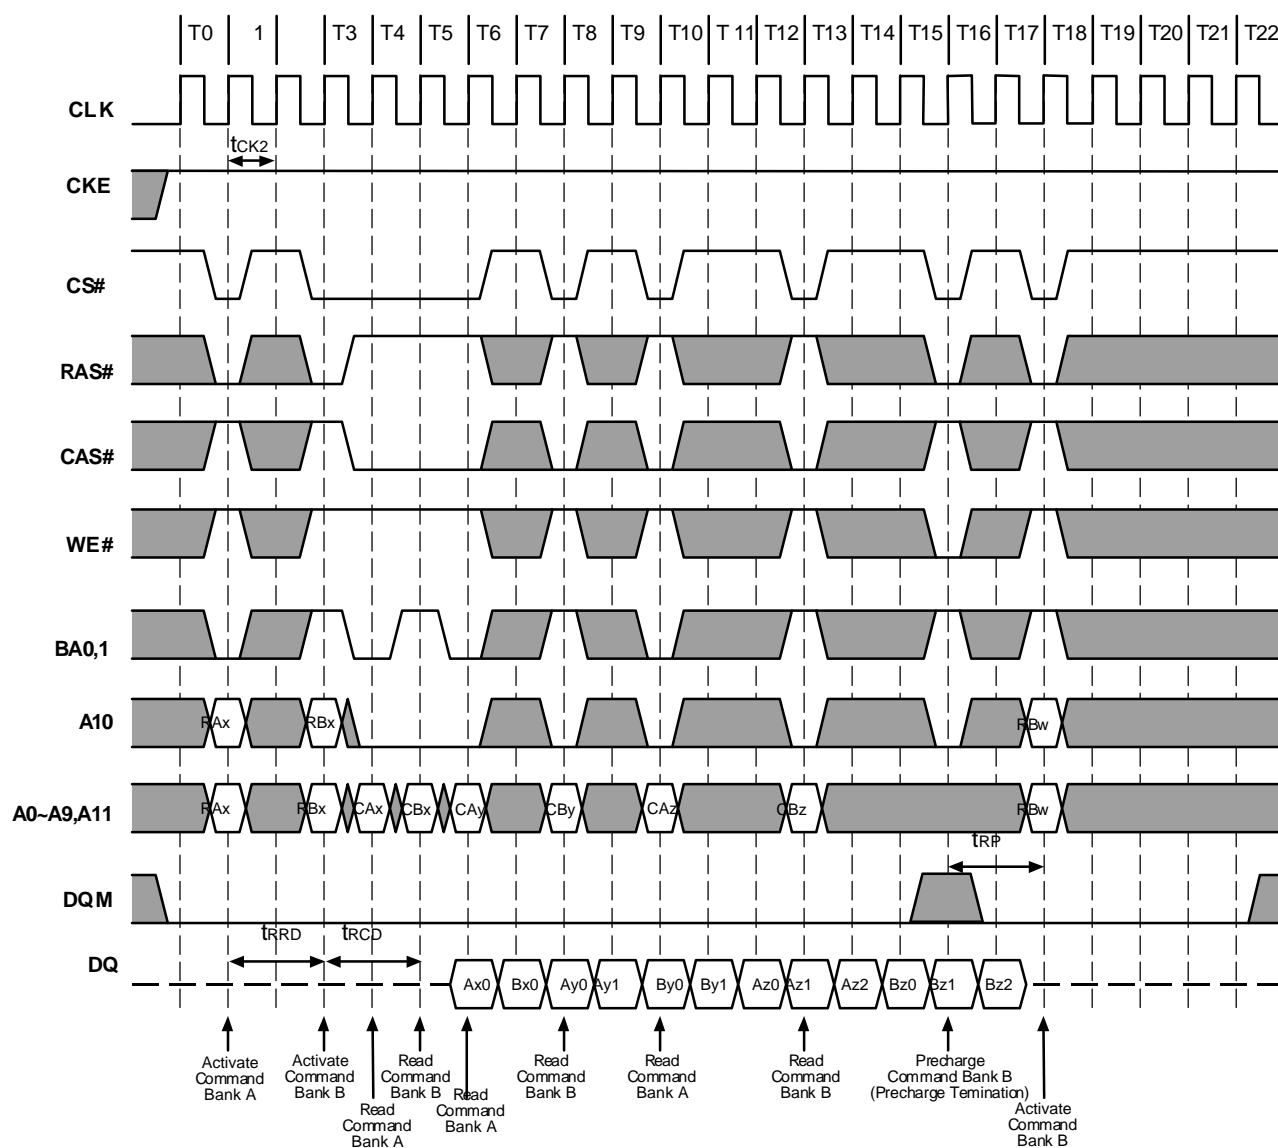 T0 1 T3 T4 T5 T6 T7 T8 T9 T10 T 11 T12 T13 T14 T15 T16 T17 T18 T19 T20 T21 T22
CLK
tCK2
CKE
CS#
RAS#
CAS#
WE#
BA0,1
A10
RAx RBx RBw
A0~A9,A11
RAx RBx CAx CBx CAy CBy CAz CBz RBw
tRP
DQM
tRRD tRCD
DQ
Ax0 Bx0 Ay0 Ay1 By0 By1 Az0 Az1 Az2 Bz0 Bz1 Bz2
Activate
Command
Bank A
Activate
Command
Bank B
Read
Command
Bank A
Read
Command
Bank B
Read
Command
Bank A
Read
Command
Bank B
Read
Command
Bank A
Read
Command
Bank B
Precharge
Command Bank B
(Precharge Temination)
Activate
Command
Bank B